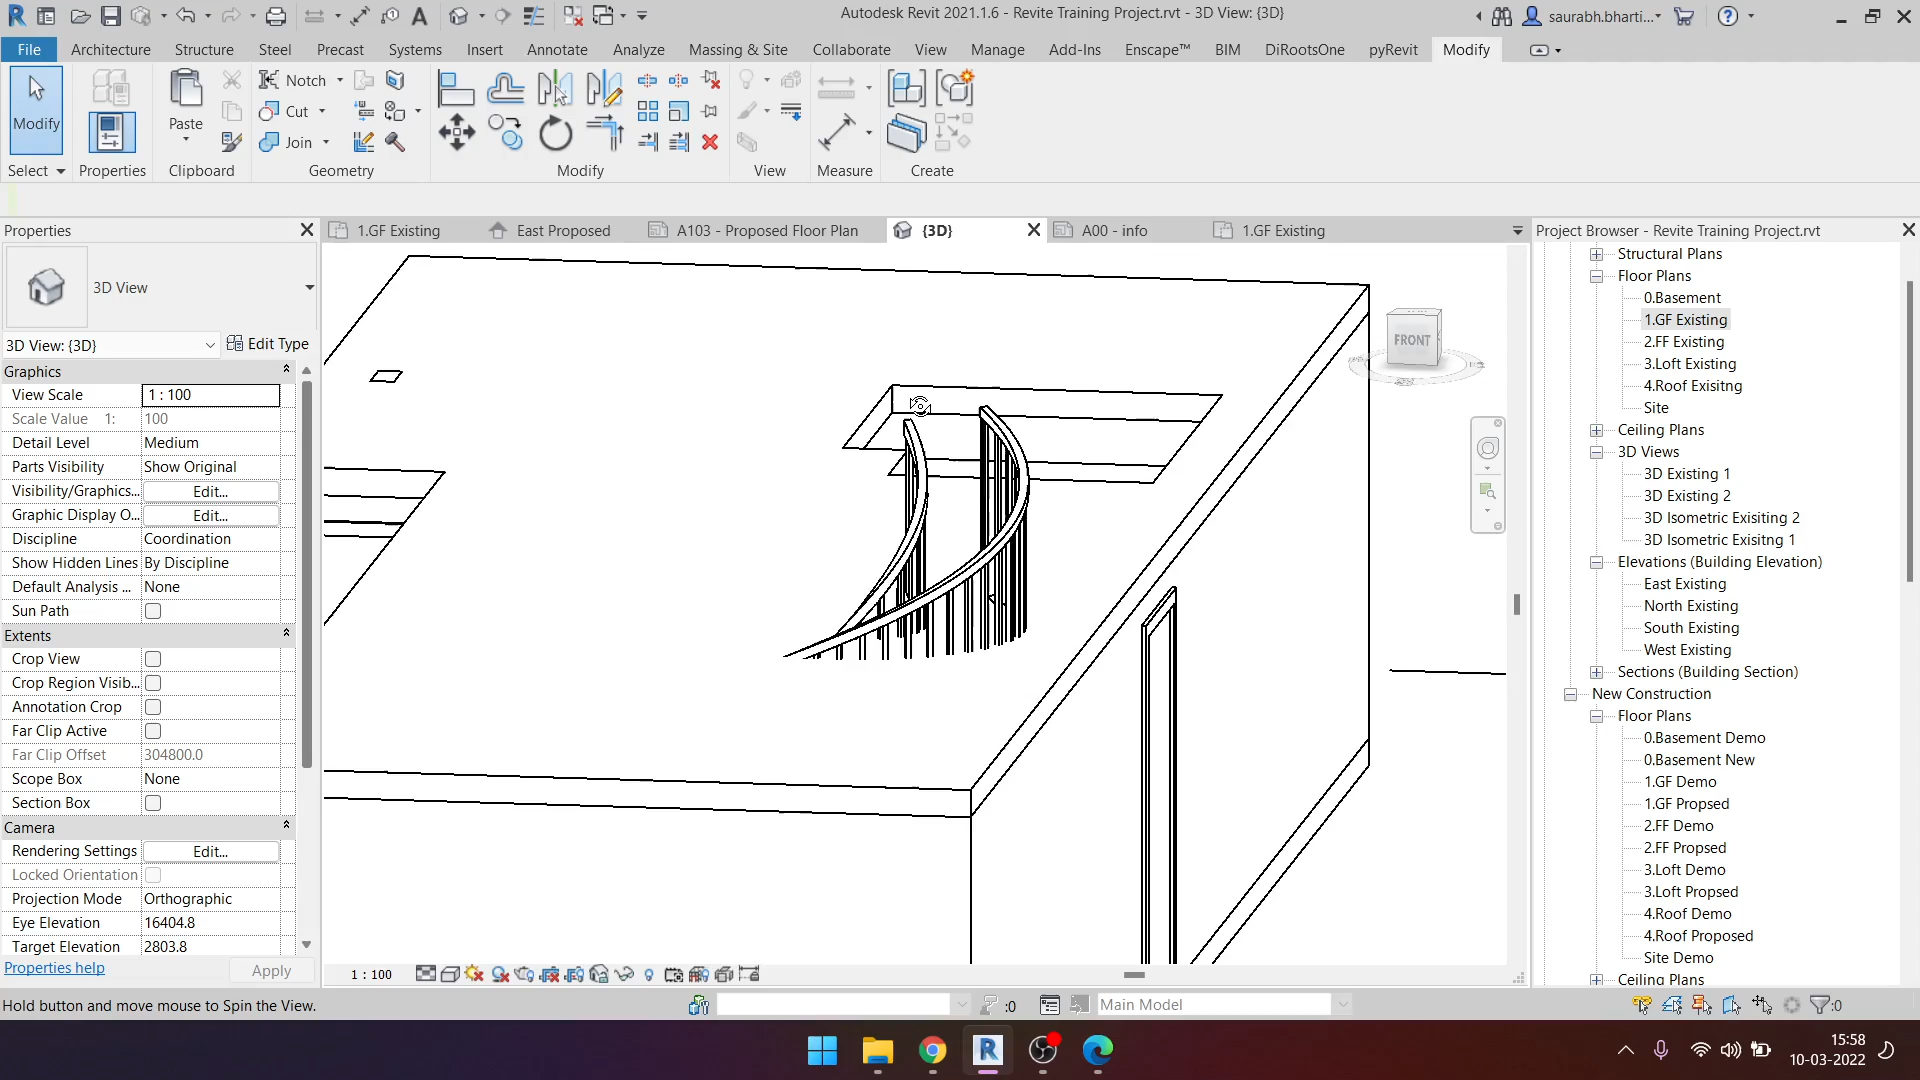 Autodesk Revit 2021.1.6 - Revite Training Project.rvt - 3D View: {3D}
saurabh.bharti...
File
Architecture
Structure
Steel
Precast
Systems
Insert
Annotate
Analyze
Massing & Site
Collaborate
View
Manage
Add-Ins
Enscape™
BIM
DiRootsOne
pyRevit
Modify
Modify
Paste
Notch
Cut
Join
Select
Properties
Clipboard
Geometry
Modify
View
Measure
Create
Properties
3D View
3D View: {3D}
Edit Type
Graphics
View Scale 1 : 100
Scale Value 1: 100
Detail Level Medium
Parts Visibility Show Original
Visibility/Graphics... Edit...
Graphic Display O... Edit...
Discipline Coordination
Show Hidden Lines By Discipline
Default Analysis ... None
Sun Path
Extents
Crop View
Crop Region Visib...
Annotation Crop
Far Clip Active
Far Clip Offset 304800.0
Scope Box None
Section Box
Camera
Rendering Settings Edit...
Locked Orientation
Projection Mode Orthographic
Eye Elevation 16404.8
Target Elevation 2803.8
Properties help
Apply
1.GF Existing
East Proposed
A103 - Proposed Floor Plan
{3D}
A00 - info
1.GF Existing
FRONT
1 : 100
Project Browser - Revite Training Project.rvt
Structural Plans
Floor Plans
0.Basement
1.GF Existing
2.FF Existing
3.Loft Existing
4.Roof Exisitng
Site
Ceiling Plans
3D Views
3D Existing 1
3D Existing 2
3D Isometric Exisiting 2
3D Isometric Exisitng 1
Elevations (Building Elevation)
East Existing
North Existing
South Existing
West Existing
Sections (Building Section)
New Construction
Floor Plans
0.Basement Demo
0.Basement New
1.GF Demo
1.GF Propsed
2.FF Demo
2.FF Propsed
3.Loft Demo
3.Loft Propsed
4.Roof Demo
4.Roof Proposed
Site Demo
Ceiling Plans
Hold button and move mouse to Spin the View.
:0
Main Model
:0
15:58
10-03-2022